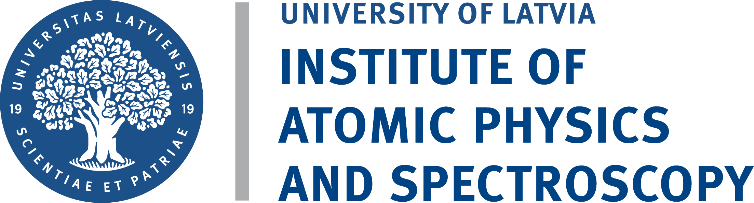 UNIVERSITAS LATVIENSIS
19 19
SCIENTIAE ET PATRIAE
UNIVERSITY OF LATVIA
INSTITUTE OF
ATOMIC PHYSICS
AND SPECTROSCOPY